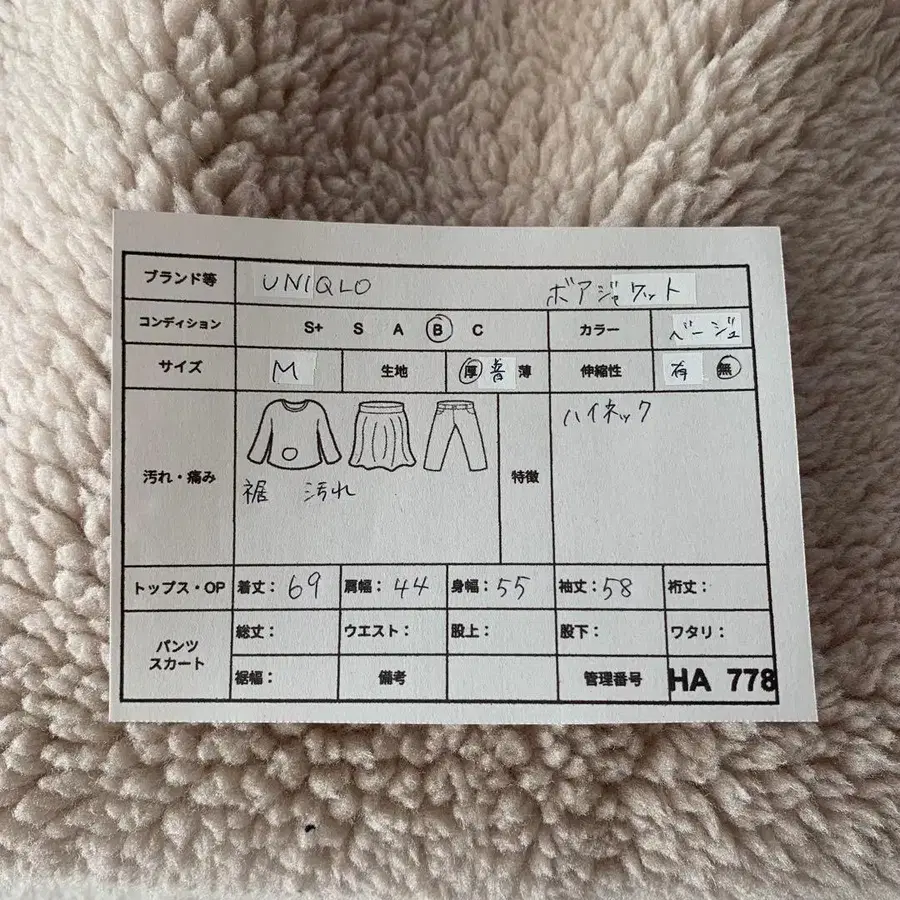 ブランド等 UNIQLO ボアジャケット
コンディション S+ S A B C カラー ベージュ
サイズ M 生地 厚 普 薄 伸縮性 有 無
汚れ・痛み 裾 汚れ 特徴 ハイネック
トップス・OP 着丈: 69 肩幅: 44 身幅: 55 袖丈: 58 裄丈:
パンツ スカート 総丈: ウエスト: 股上: 股下: ワタリ:
裾幅: 備考 管理番号 HA 778